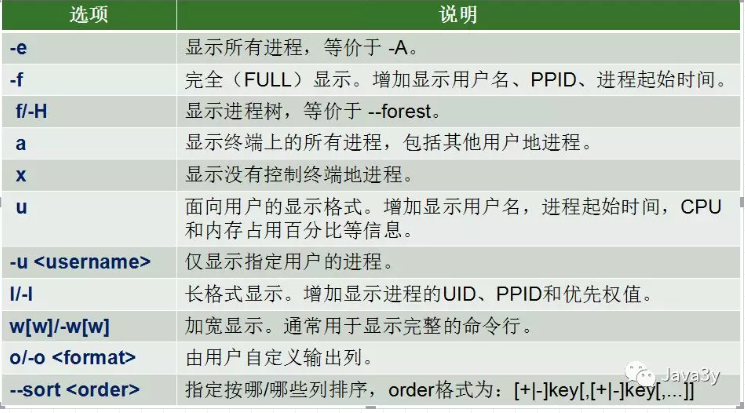 选项 说明
-e 显示所有进程，等价于 -A。
-f 完全（FULL）显示。增加显示用户名、PPID、进程起始时间。
f/-H 显示进程树，等价于 --forest。
a 显示终端上的所有进程，包括其他用户地进程。
x 显示没有控制终端地进程。
u 面向用户的显示格式。增加显示用户名，进程起始时间，CPU
和内存占用百分比等信息。
-u <username> 仅显示指定用户的进程。
l/-l 长格式显示。增加显示进程的UID、PPID和优先权值。
w[w]/-w[w] 加宽显示。通常用于显示完整的命令行。
o/-o <format> 由用户自定义输出列。
--sort <order> 指定按哪/哪些列排序，order格式为：[+|-]key[,[+|-]key[,...]]
Java3y